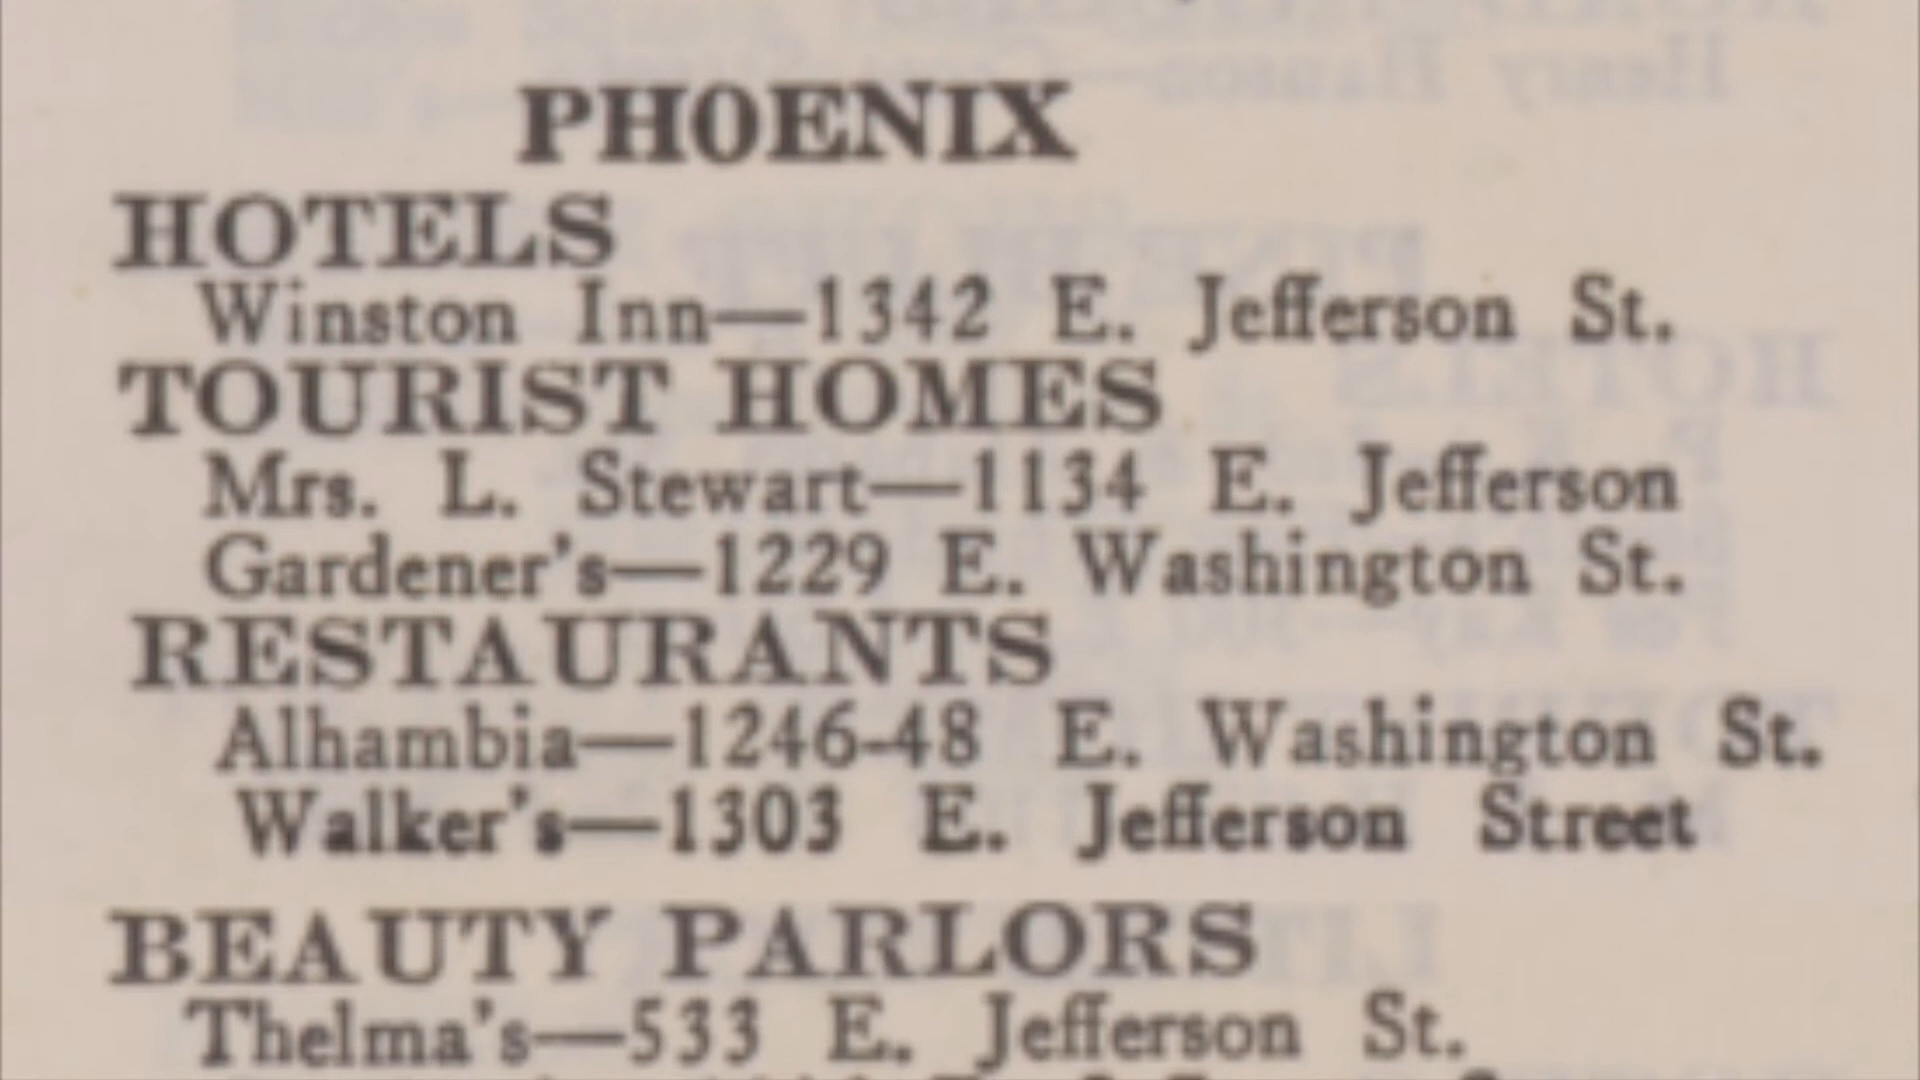 PHOENIX
HOTELS
Winston Inn—1342 E. Jefferson St.
TOURIST HOMES
Mrs. L. Stewart—1134 E. Jefferson
Gardener's—1229 E. Washington St.
RESTAURANTS
Alhambia—1246-48 E. Washington St.
Walker's—1303 E. Jefferson Street
BEAUTY PARLORS
Thelma's—533 E. Jefferson St.